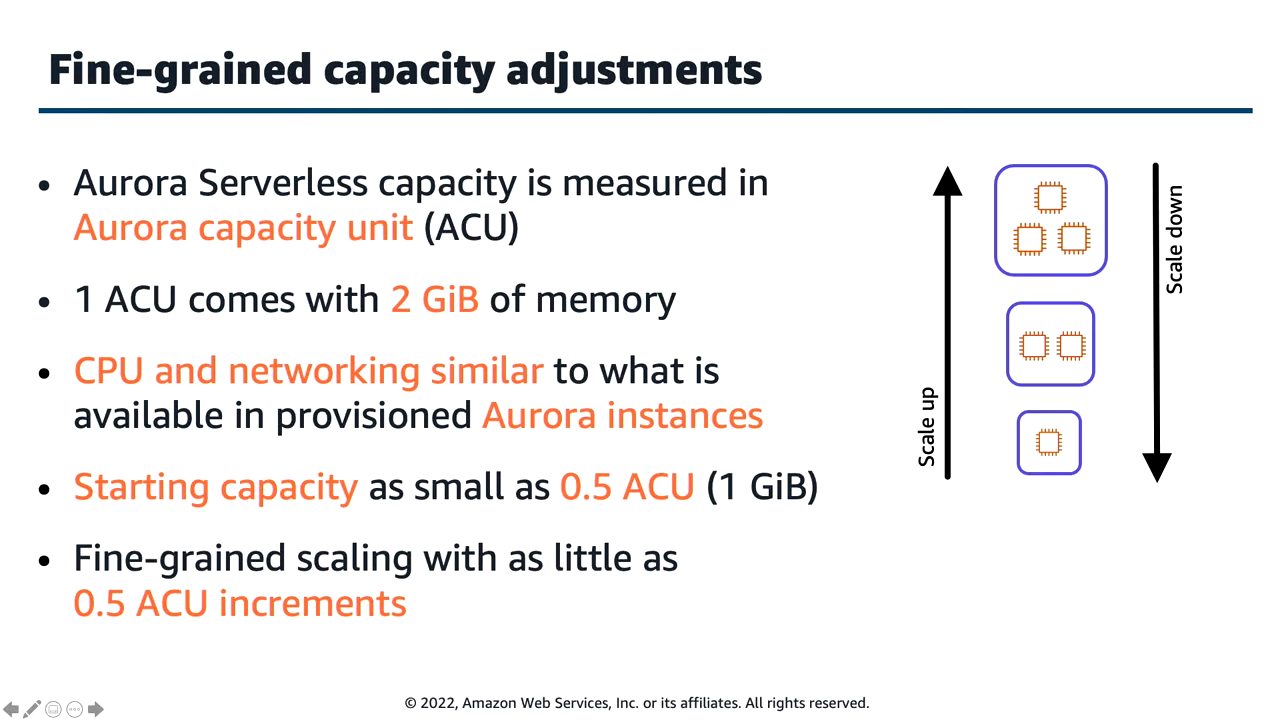 Fine-grained capacity adjustments
• Aurora Serverless capacity is measured in
Aurora capacity unit (ACU)
• 1 ACU comes with 2 GiB of memory
• CPU and networking similar to what is
available in provisioned Aurora instances
• Starting capacity as small as 0.5 ACU (1 GiB)
• Fine-grained scaling with as little as
0.5 ACU increments
Scale up
Scale down
© 2022, Amazon Web Services, Inc. or its affiliates. All rights reserved.